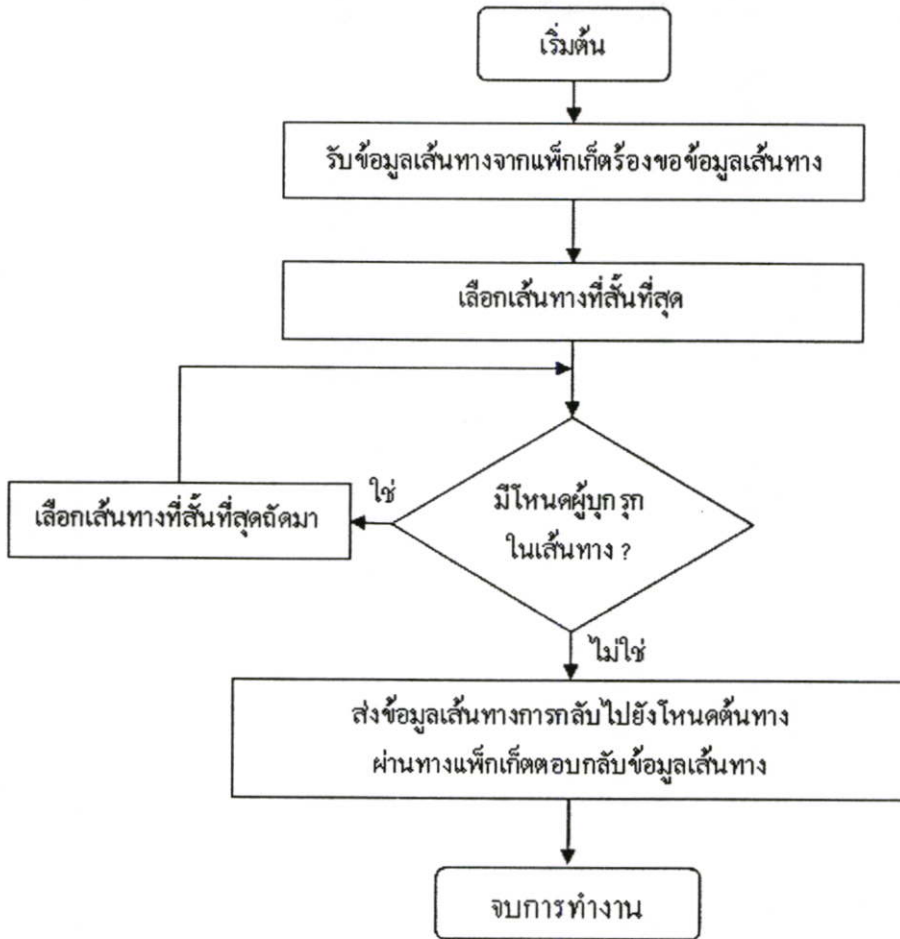 เริ่มต้น
รับข้อมูลเส้นทางจากแพ็กเก็ตร้องขอข้อมูลเส้นทาง
เลือกเส้นทางที่สั้นที่สุด
มีโหนดผู้บุกรุก
ในเส้นทาง ?
ใช่
เลือกเส้นทางที่สั้นที่สุดถัดมา
ไม่ใช่
ส่งข้อมูลเส้นทางการกลับไปยังโหนดต้นทาง
ผ่านทางแพ็กเก็ตตอบกลับข้อมูลเส้นทาง
จบการทำงาน